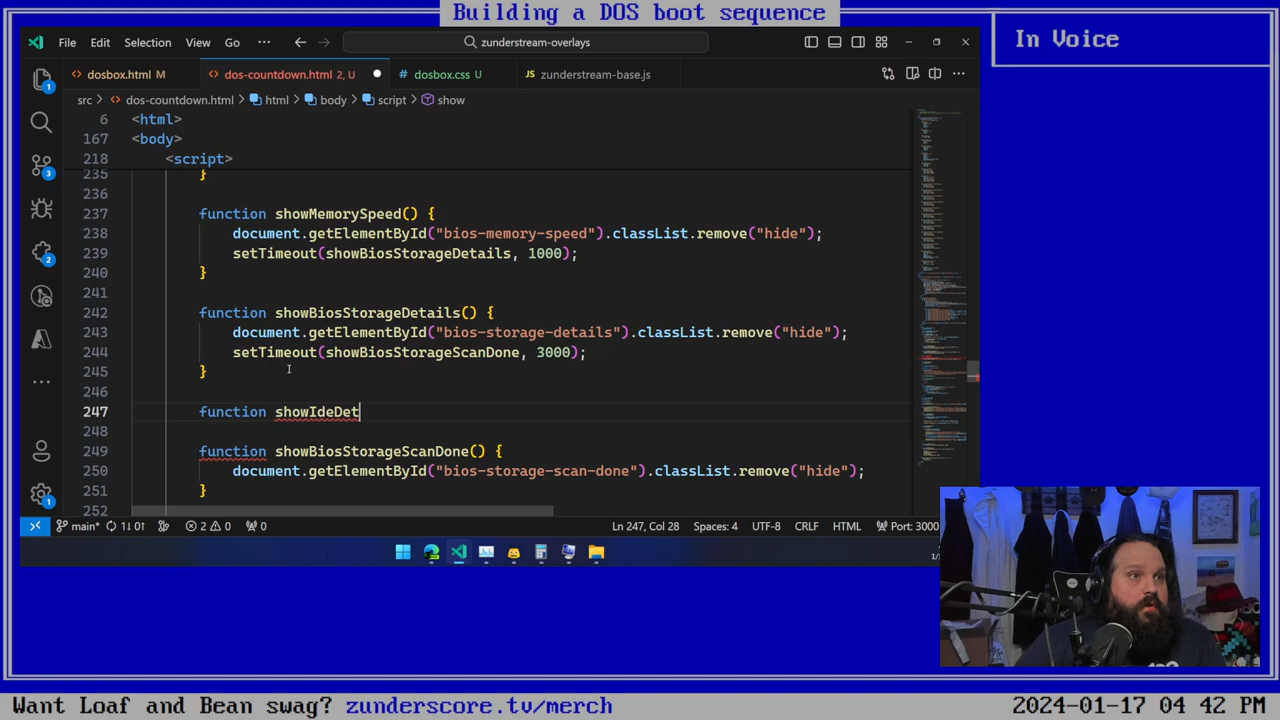 Building a DOS boot sequence
In Voice
File Edit Selection View Go ··· zunderstream-overlays
dosbox.html M dos-countdown.html 2, U dosbox.css U zunderstream-base.js
src > dos-countdown.html > html > body > script > show
6 <html>
167 <body>
218 <script>
235 }
236
237 function showMemorySpeed() {
238 document.getElementById("bios-memory-speed").classList.remove("hide");
239 setTimeout(showBiosStorageDetails, 1000);
240 }
241
242 function showBiosStorageDetails() {
243 document.getElementById("bios-storage-details").classList.remove("hide");
244 setTimeout(showBiosStorageScanDone, 3000);
245 }
246
247 function showIdeDet
248
249 function showBiosStorageScanDone() {
250 document.getElementById("bios-storage-scan-done").classList.remove("hide");
251 }
252
main* 1↓ 0↑ 2 0 0 Ln 247, Col 28 Spaces: 4 UTF-8 CRLF HTML Port: 3000
Want Loaf and Bean swag? zunderscore.tv/merch
2024-01-17 04:42 PM